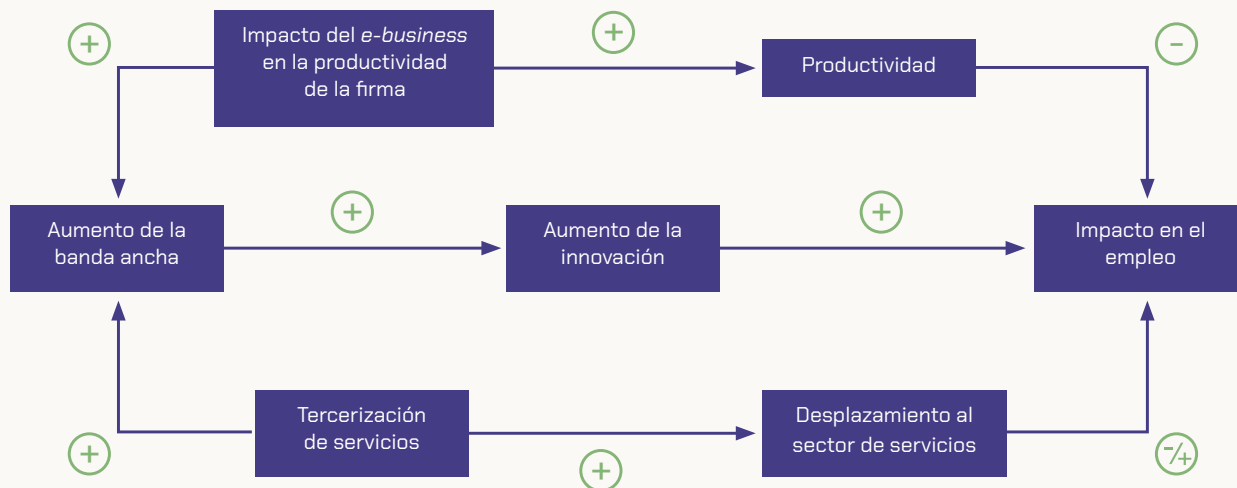 +
Impacto del e-business
en la productividad
de la firma
+
Productividad
-
Aumento de la
banda ancha
+
Aumento de la
innovación
+
Impacto en el
empleo
+
Tercerización
de servicios
+
Desplazamiento al
sector de servicios
-/+